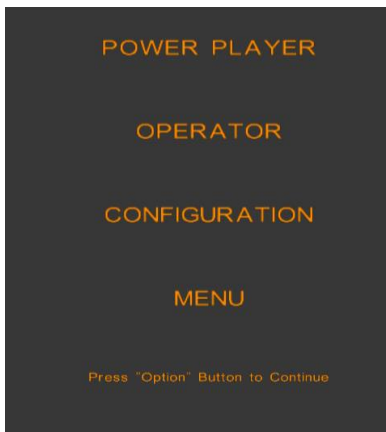 POWER PLAYER
OPERATOR
CONFIGURATION
MENU
Press "Option" Button to Continue